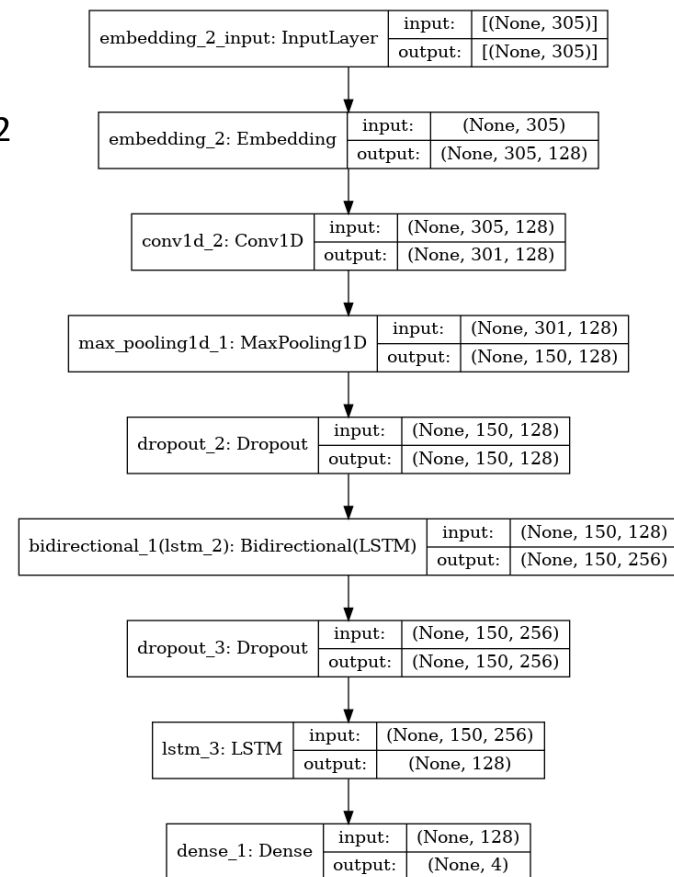 embedding_2_input: InputLayer
input: [(None, 305)]
output: [(None, 305)]
2
embedding_2: Embedding
input: (None, 305)
output: (None, 305, 128)
conv1d_2: Conv1D
input: (None, 305, 128)
output: (None, 301, 128)
max_pooling1d_1: MaxPooling1D
input: (None, 301, 128)
output: (None, 150, 128)
dropout_2: Dropout
input: (None, 150, 128)
output: (None, 150, 128)
bidirectional_1(lstm_2): Bidirectional(LSTM)
input: (None, 150, 128)
output: (None, 150, 256)
dropout_3: Dropout
input: (None, 150, 256)
output: (None, 150, 256)
lstm_3: LSTM
input: (None, 150, 256)
output: (None, 128)
dense_1: Dense
input: (None, 128)
output: (None, 4)